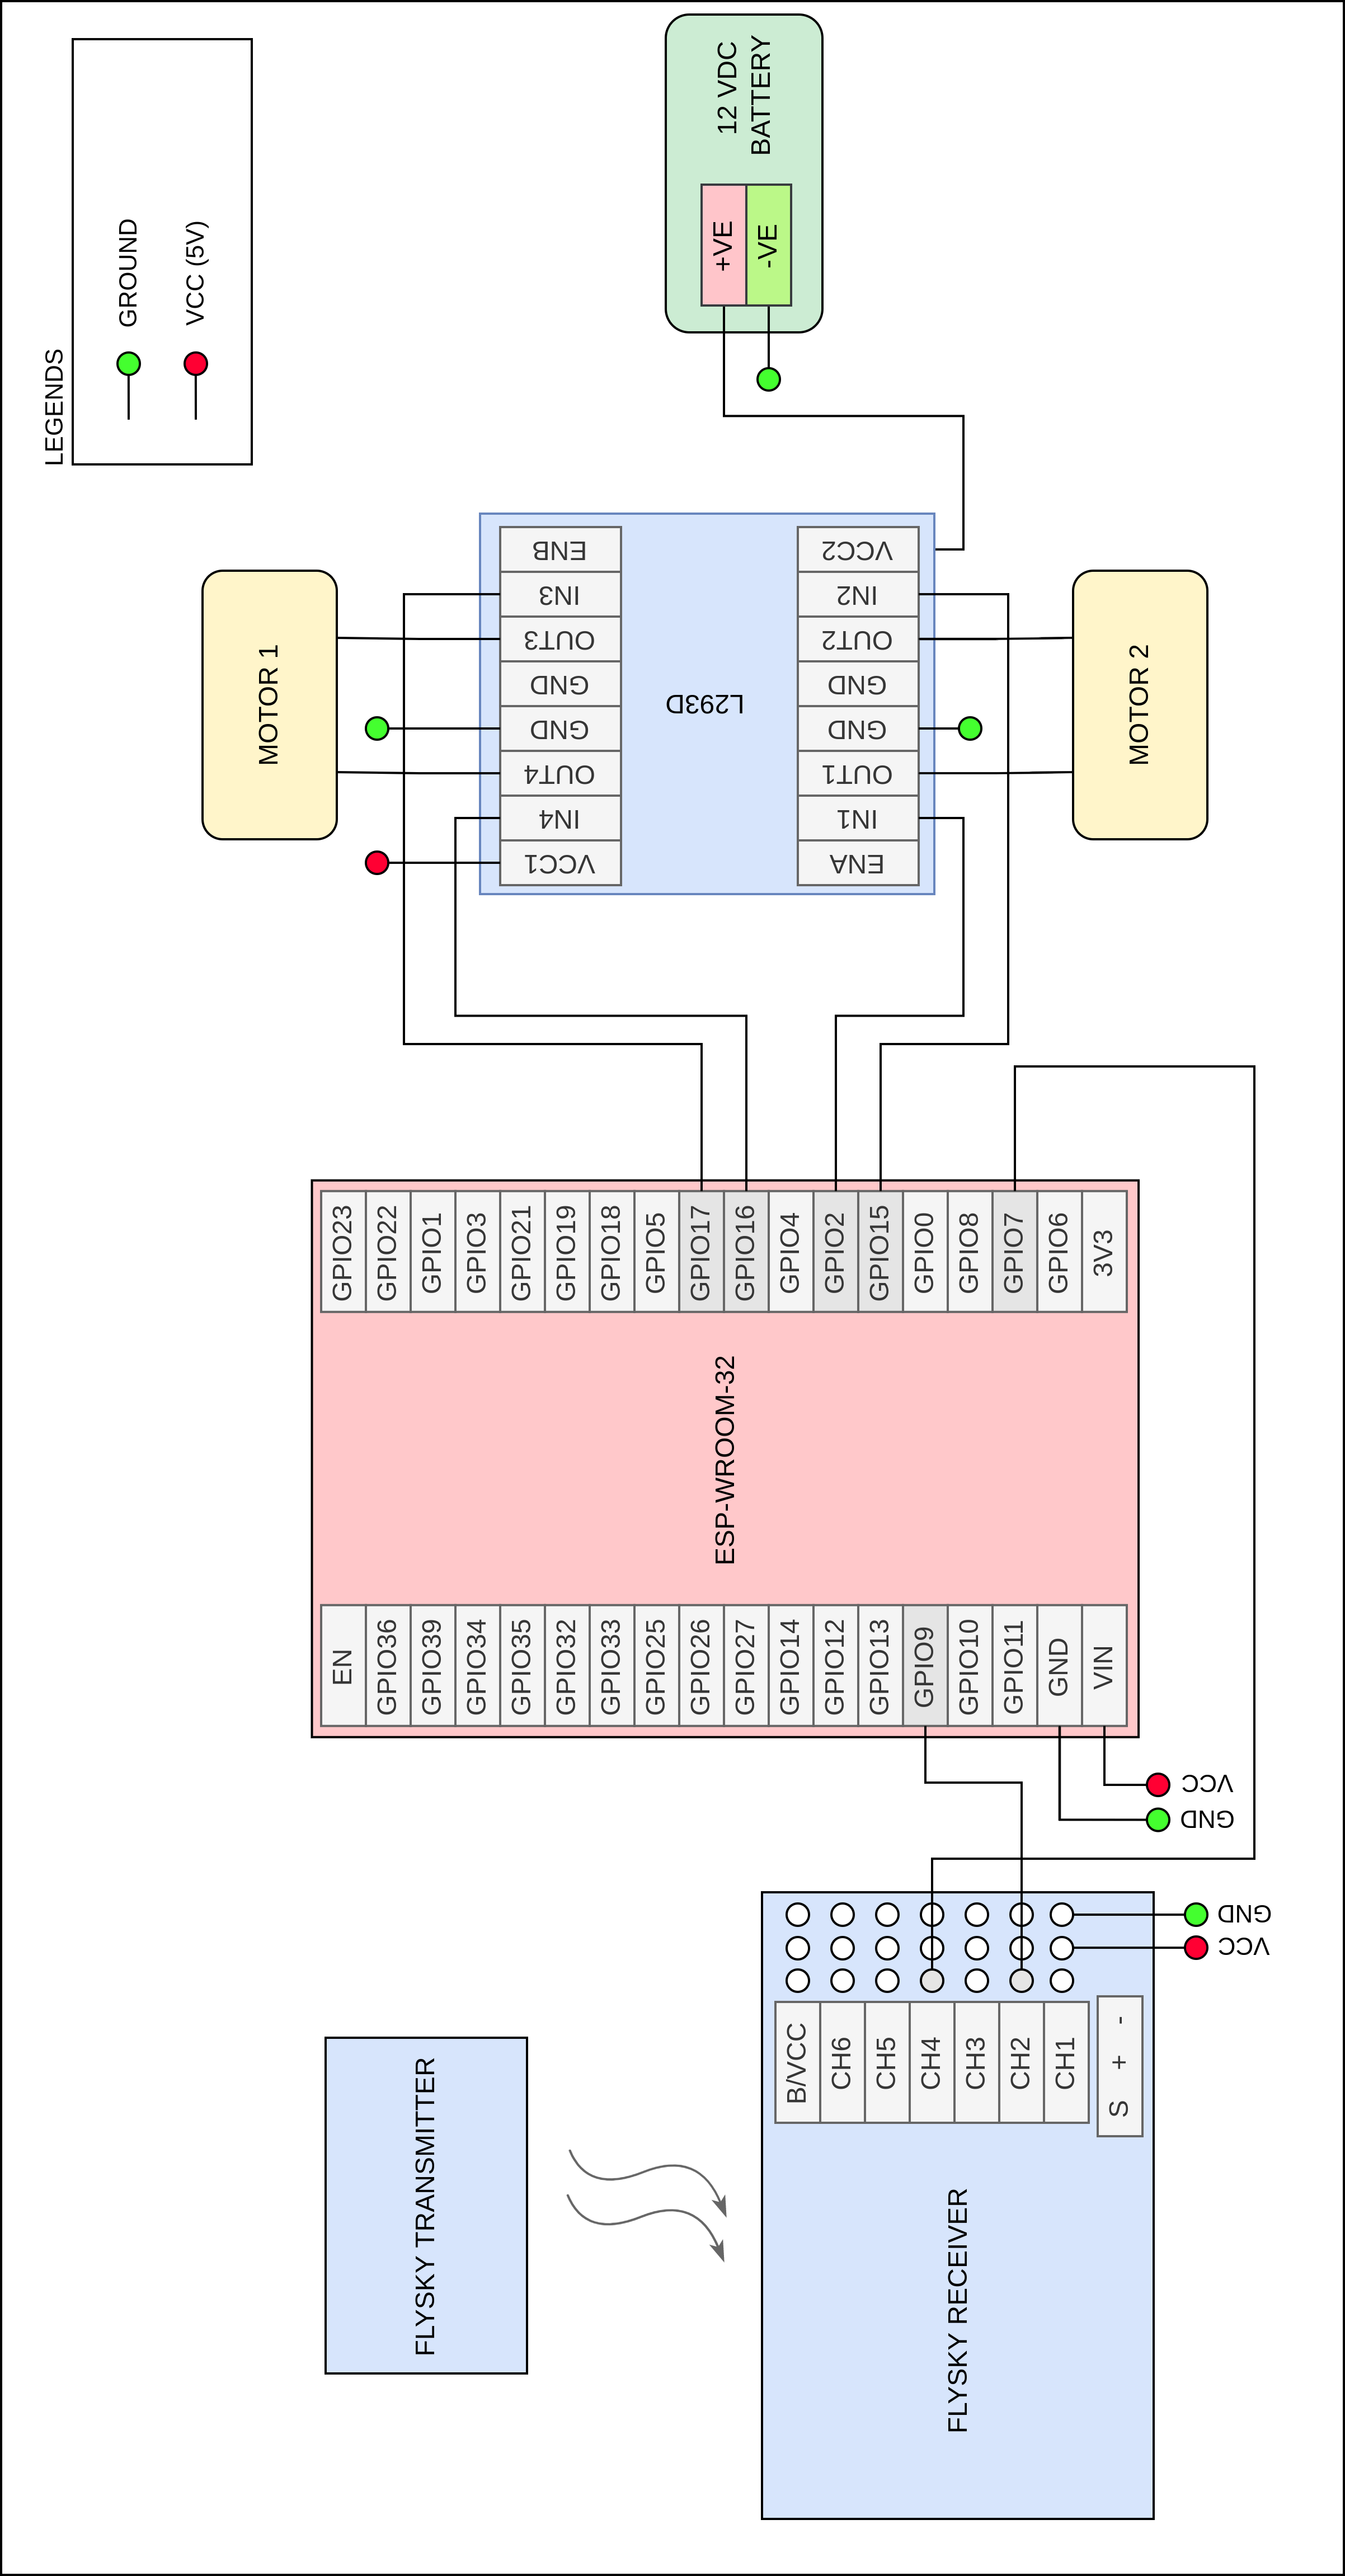 LEGENDS
GROUND
VCC (5V)
12 VDC
BATTERY
+VE
-VE
MOTOR 1
MOTOR 2
L293D
ENB
IN3
OUT3
GND
GND
OUT4
IN4
VCC1
VCC2
IN2
OUT2
GND
GND
OUT1
IN1
ENA
ESP-WROOM-32
GPIO23
GPIO22
GPIO1
GPIO3
GPIO21
GPIO19
GPIO18
GPIO5
GPIO17
GPIO16
GPIO4
GPIO2
GPIO15
GPIO0
GPIO8
GPIO7
GPIO6
3V3
EN
GPIO36
GPIO39
GPIO34
GPIO35
GPIO32
GPIO33
GPIO25
GPIO26
GPIO27
GPIO14
GPIO12
GPIO13
GPIO9
GPIO10
GPIO11
GND
VIN
VCC
GND
GND
VCC
B/VCC
CH6
CH5
CH4
CH3
CH2
CH1
S + -
FLYSKY TRANSMITTER
FLYSKY RECEIVER